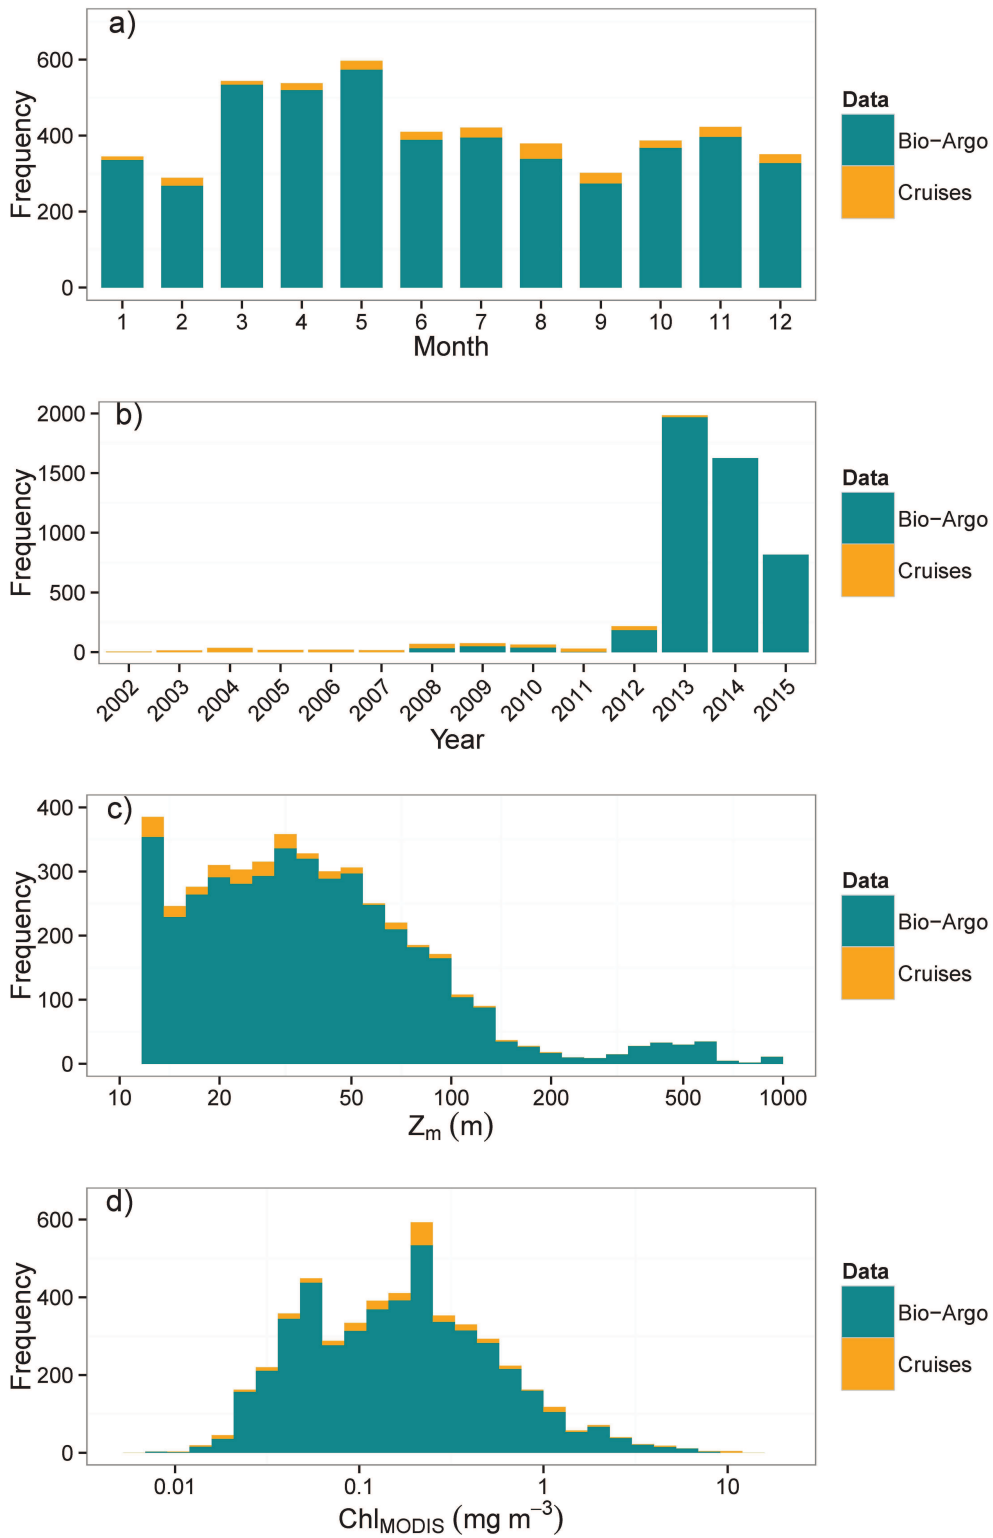 a)
600
400
200
0
Frequency
1 2 3 4 5 6 7 8 9 10 11 12
Month
Data
Bio−Argo
Cruises
b)
2000
1500
1000
500
0
Frequency
2002 2003 2004 2005 2006 2007 2008 2009 2010 2011 2012 2013 2014 2015
Year
Data
Bio−Argo
Cruises
c)
400
300
200
100
0
Frequency
10 20 50 100 200 500 1000
Zm (m)
Data
Bio−Argo
Cruises
d)
600
400
200
0
Frequency
0.01 0.1 1 10
ChlMODIS (mg m−3)
Data
Bio−Argo
Cruises